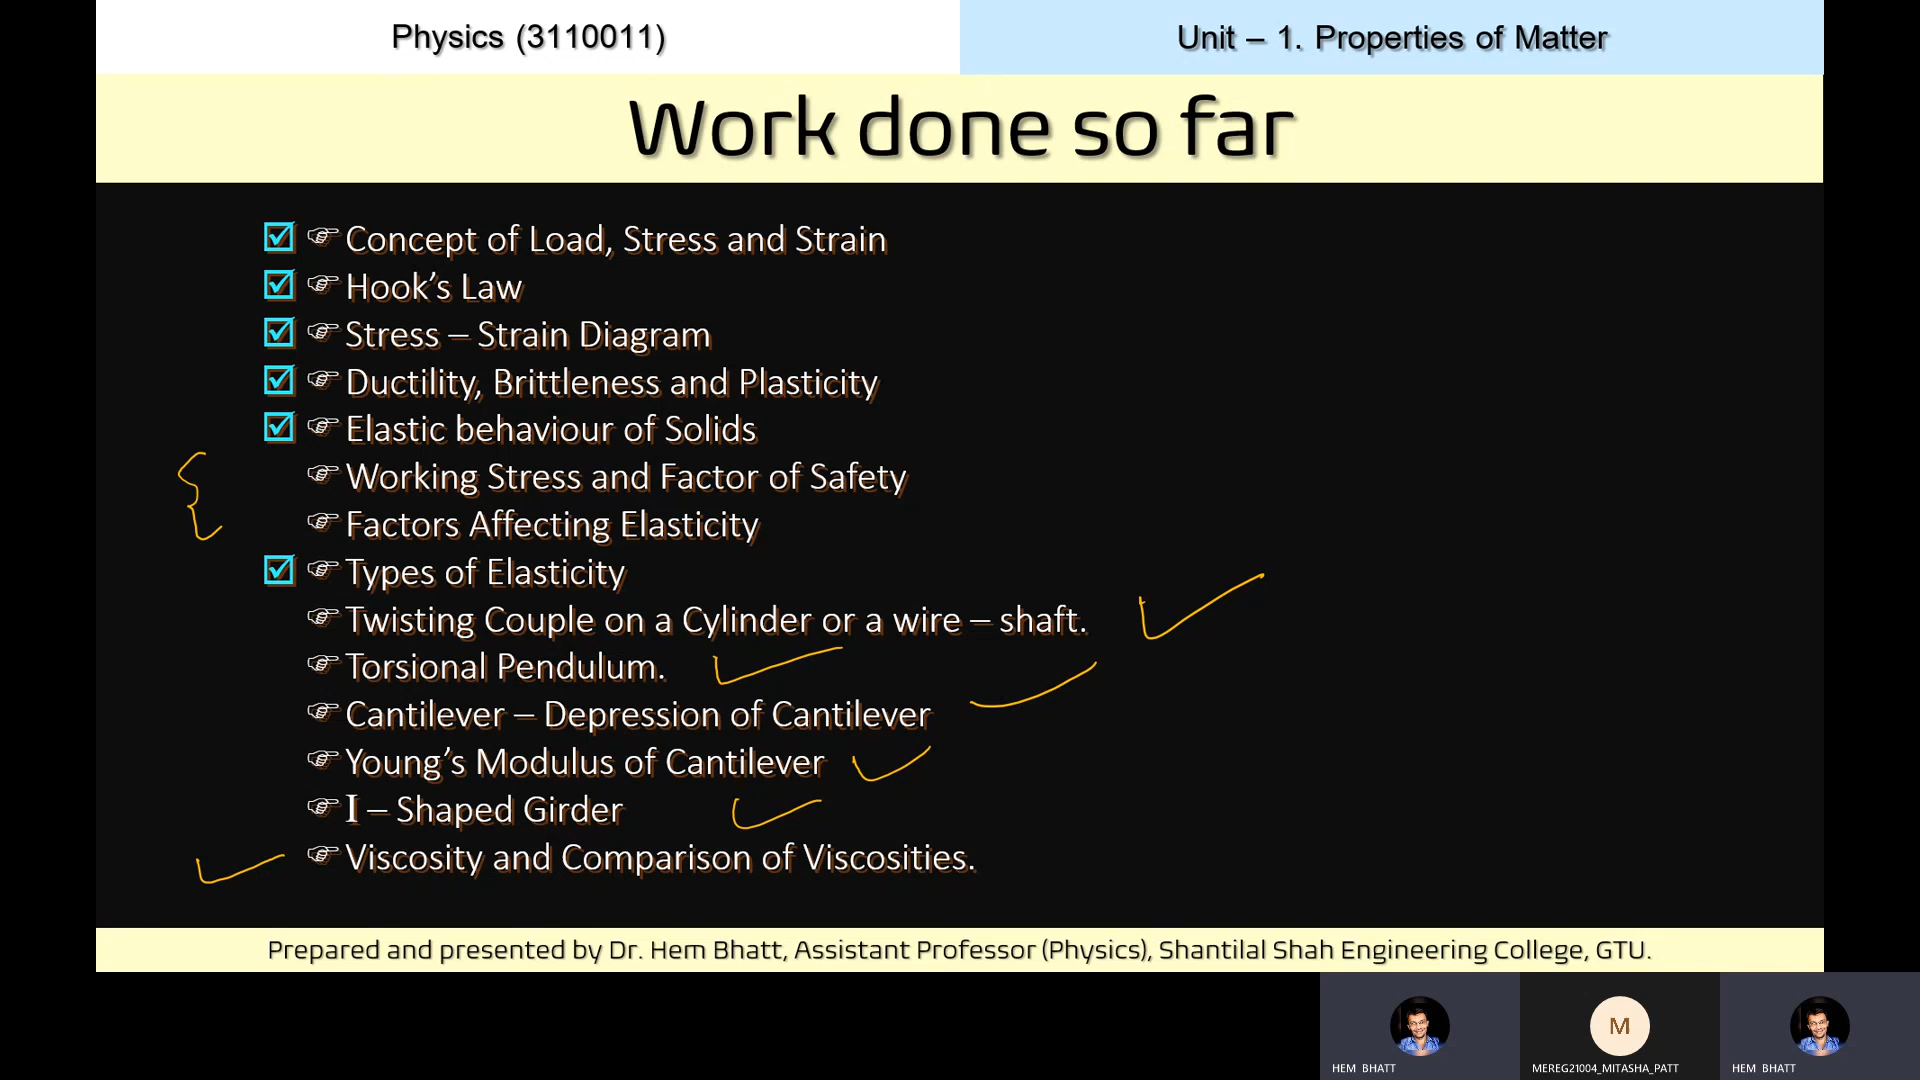 Physics (3110011)
Unit – 1. Properties of Matter
Work done so far
Concept of Load, Stress and Strain
Hook’s Law
Stress – Strain Diagram
Ductility, Brittleness and Plasticity
Elastic behaviour of Solids
Working Stress and Factor of Safety
Factors Affecting Elasticity
Types of Elasticity
Twisting Couple on a Cylinder or a wire – shaft.
Torsional Pendulum.
Cantilever – Depression of Cantilever
Young’s Modulus of Cantilever
I – Shaped Girder
Viscosity and Comparison of Viscosities.
Prepared and presented by Dr. Hem Bhatt, Assistant Professor (Physics), Shantilal Shah Engineering College, GTU.
M
HEM BHATT
MEREG21004_MITASHA_PATT
HEM BHATT